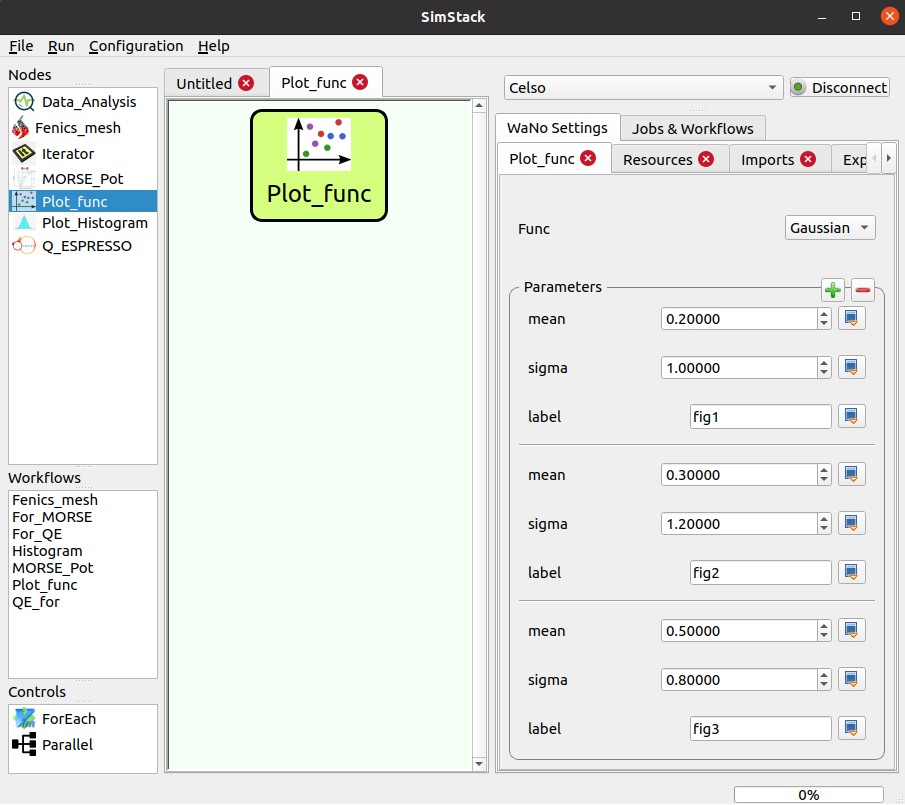 SimStack
File Run Configuration Help
Nodes
Data_Analysis
Fenics_mesh
Iterator
MORSE_Pot
Plot_func
Plot_Histogram
Q_ESPRESSO
Workflows
Fenics_mesh
For_MORSE
For_QE
Histogram
MORSE_Pot
Plot_func
QE_for
Controls
ForEach
Parallel
Untitled Plot_func
Plot_func
Celso Disconnect
WaNo Settings Jobs & Workflows
Plot_func Resources Imports Exp
Func Gaussian
Parameters
mean 0.20000
sigma 1.00000
label fig1
mean 0.30000
sigma 1.20000
label fig2
mean 0.50000
sigma 0.80000
label fig3
0%